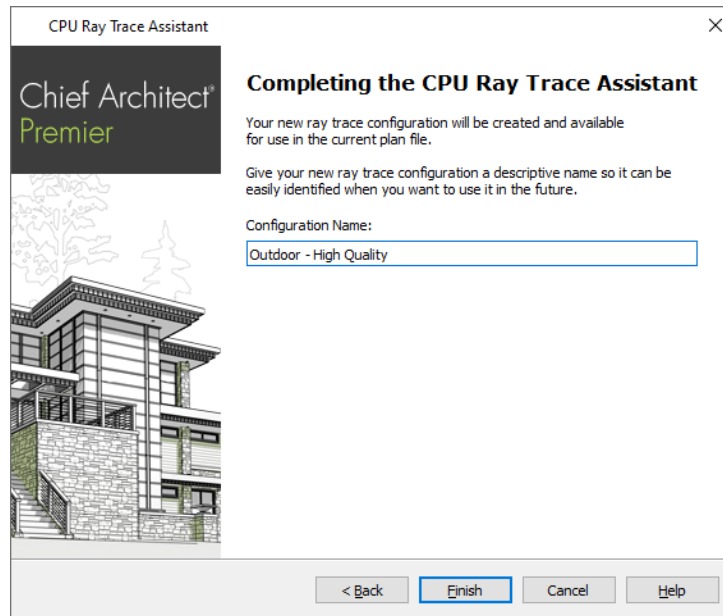 CPU Ray Trace Assistant
Chief Architect®
Premier
Completing the CPU Ray Trace Assistant
Your new ray trace configuration will be created and available
for use in the current plan file.
Give your new ray trace configuration a descriptive name so it can be
easily identified when you want to use it in the future.
Configuration Name:
Outdoor - High Quality
< Back
Finish
Cancel
Help